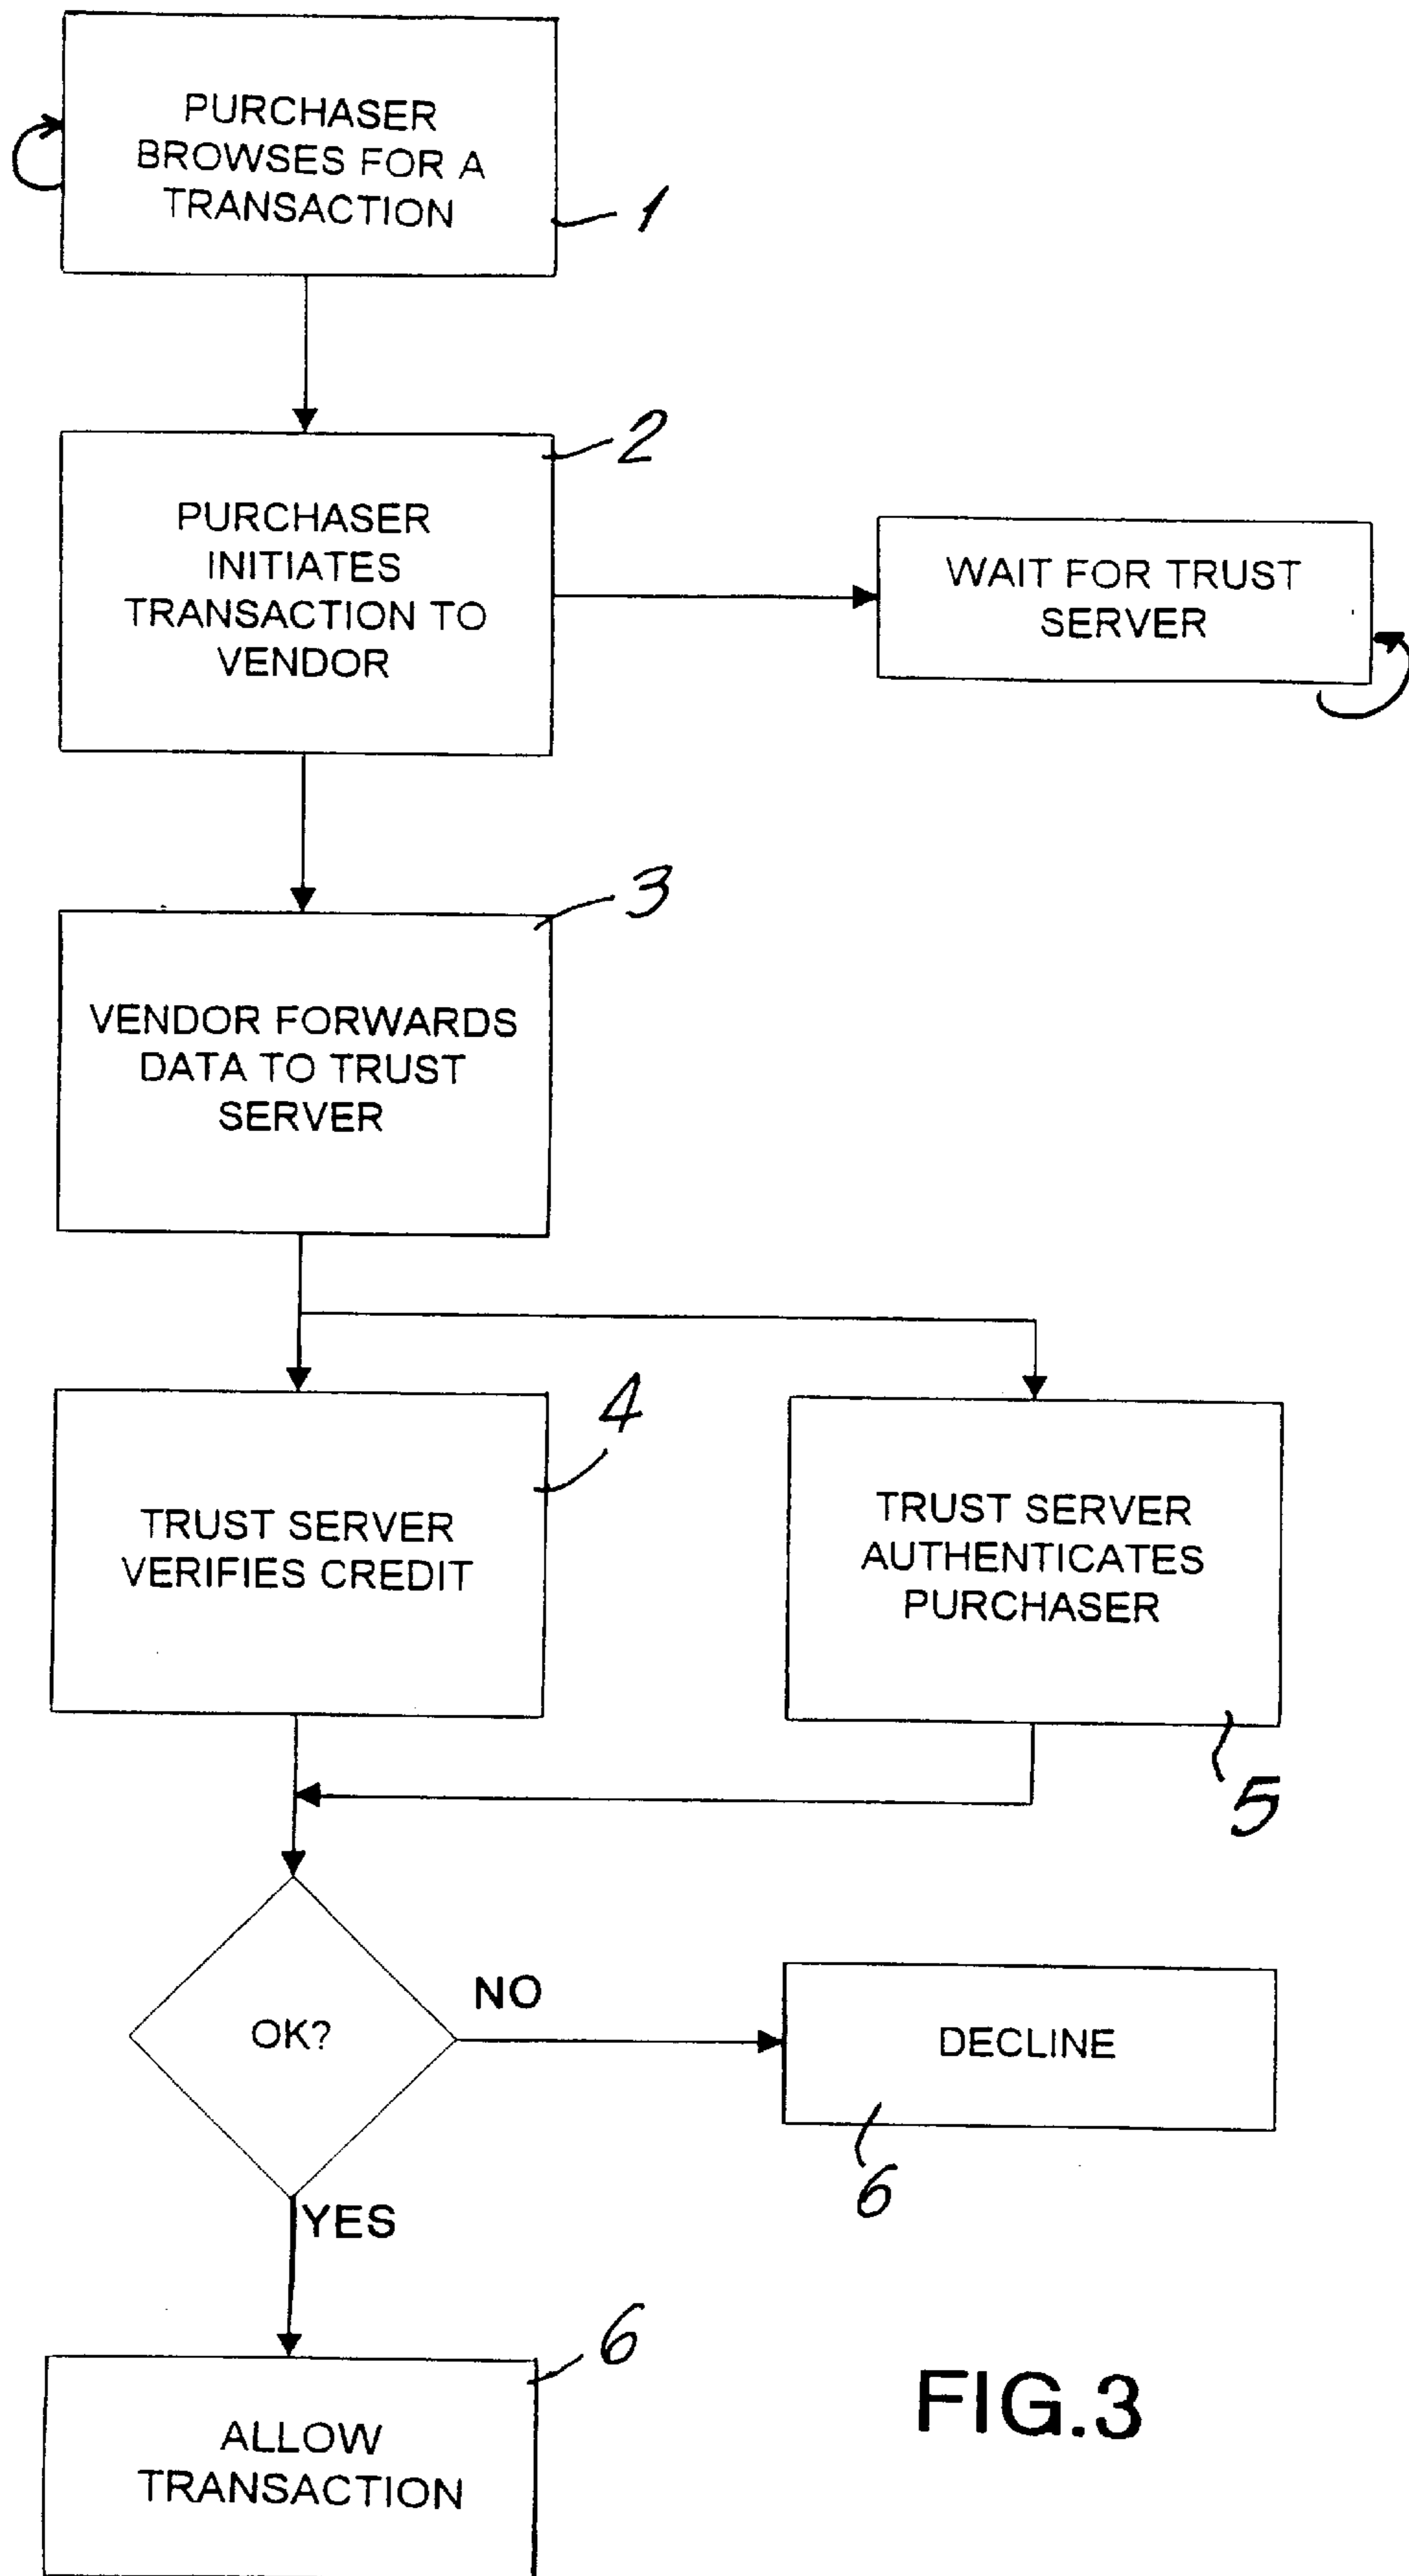 PURCHASER
BROWSES FOR A
TRANSACTION
1
2
PURCHASER
INITIATES
TRANSACTION TO
VENDOR
WAIT FOR TRUST
SERVER
3
VENDOR FORWARDS
DATA TO TRUST
SERVER
4
TRUST SERVER
VERIFIES CREDIT
TRUST SERVER
AUTHENTICATES
PURCHASER
5
OK?
NO
DECLINE
6
YES
6
ALLOW
TRANSACTION
FIG.3